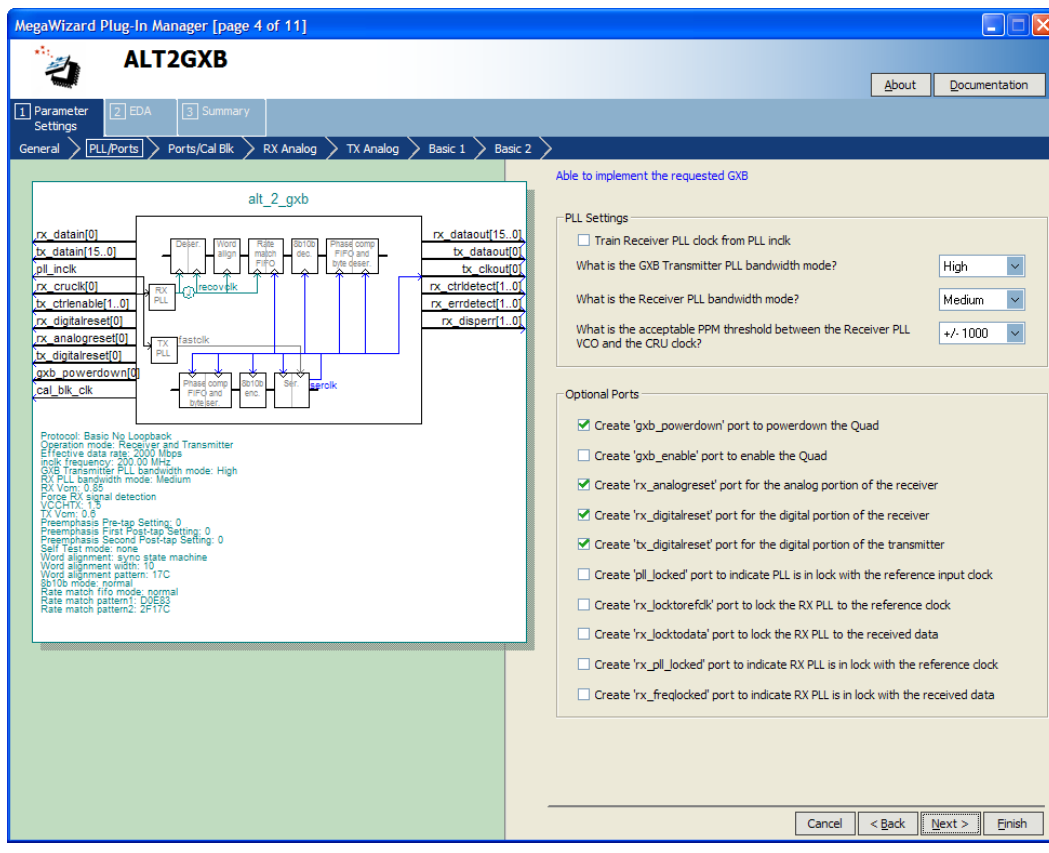 MegaWizard Plug-In Manager [page 4 of 11]
ALT2GXB
About
Documentation
1 Parameter Settings
2 EDA
3 Summary
General
PLL/Ports
Ports/Cal Blk
RX Analog
TX Analog
Basic 1
Basic 2
alt_2_gxb
rx_datain[0]
tx_datain[15..0]
pll_inclk
rx_cruclk[0]
tx_ctrlenable[1..0]
rx_digitalreset[0]
rx_analogreset[0]
tx_digitalreset[0]
gxb_powerdown[0]
cal_blk_clk
Deser.
Word align
Rate match FIFO
8b10b dec.
Phase comp FIFO and byte deser.
RX PLL
recovclk
TX PLL
fastclk
Phase comp FIFO and byte ser.
8b10b enc.
Ser.
serclk
rx_dataout[15..0]
tx_dataout[0]
tx_clkout[0]
rx_ctrldetect[1..0]
rx_errdetect[1..0]
rx_disperr[1..0]
Protocol: Basic No Loopback
Operation mode: Receiver and Transmitter
Effective data rate: 2000 Mbps
inclk frequency: 200.00 MHz
GXB Transmitter PLL bandwidth mode: High
RX PLL bandwidth mode: Medium
RX Vcm: 0.85
Force RX signal detection
VCCHTX: 1.5
TX Vcm: 0.6
Preemphasis Pre-tap Setting: 0
Preemphasis First Post-tap Setting: 0
Preemphasis Second Post-tap Setting: 0
Self Test mode: none
Word alignment: sync state machine
Word alignment width: 10
Word alignment pattern: 17C
8b10b mode: normal
Rate match fifo mode: normal
Rate match pattern1: D0E83
Rate match pattern2: 2F17C
Able to implement the requested GXB
PLL Settings
Train Receiver PLL clock from PLL inclk
What is the GXB Transmitter PLL bandwidth mode?
High
What is the Receiver PLL bandwidth mode?
Medium
What is the acceptable PPM threshold between the Receiver PLL
VCO and the CRU clock?
+/- 1000
Optional Ports
Create 'gxb_powerdown' port to powerdown the Quad
Create 'gxb_enable' port to enable the Quad
Create 'rx_analogreset' port for the analog portion of the receiver
Create 'rx_digitalreset' port for the digital portion of the receiver
Create 'tx_digitalreset' port for the digital portion of the transmitter
Create 'pll_locked' port to indicate PLL is in lock with the reference input clock
Create 'rx_locktorefclk' port to lock the RX PLL to the reference clock
Create 'rx_locktodata' port to lock the RX PLL to the received data
Create 'rx_pll_locked' port to indicate RX PLL is in lock with the reference clock
Create 'rx_freqlocked' port to indicate RX PLL is in lock with the received data
Cancel
< Back
Next >
Finish